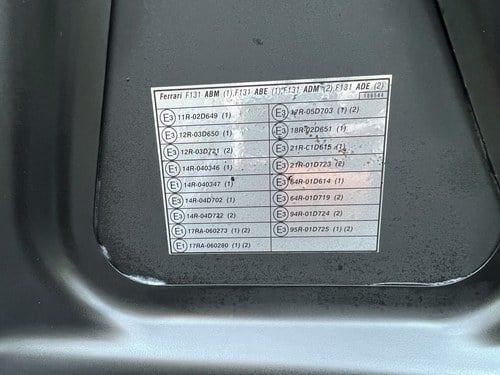 Ferrari F131 ABM (1),F131 ABE (1),F131 ADM (2),F131 ADE (2)
186544
E3 11R-02D649 (1)
E3 12R-03D650 (1)
E3 12R-03D721 (2)
E1 14R-040346 (1)
E1 14R-040347 (1)
E3 14R-04D702 (1)
E3 14R-04D722 (2)
E1 17RA-060273 (1) (2)
E1 17RA-060280 (1) (2)
E3 17R-05D703 (1) (2)
E3 18R-02D651 (1)
E3 21R-C1D615 (1)
E3 21R-01D723 (2)
E3 64R-01D614 (1)
E3 64R-01D719 (2)
E3 94R-01D724 (2)
E3 95R-01D725 (1) (2)